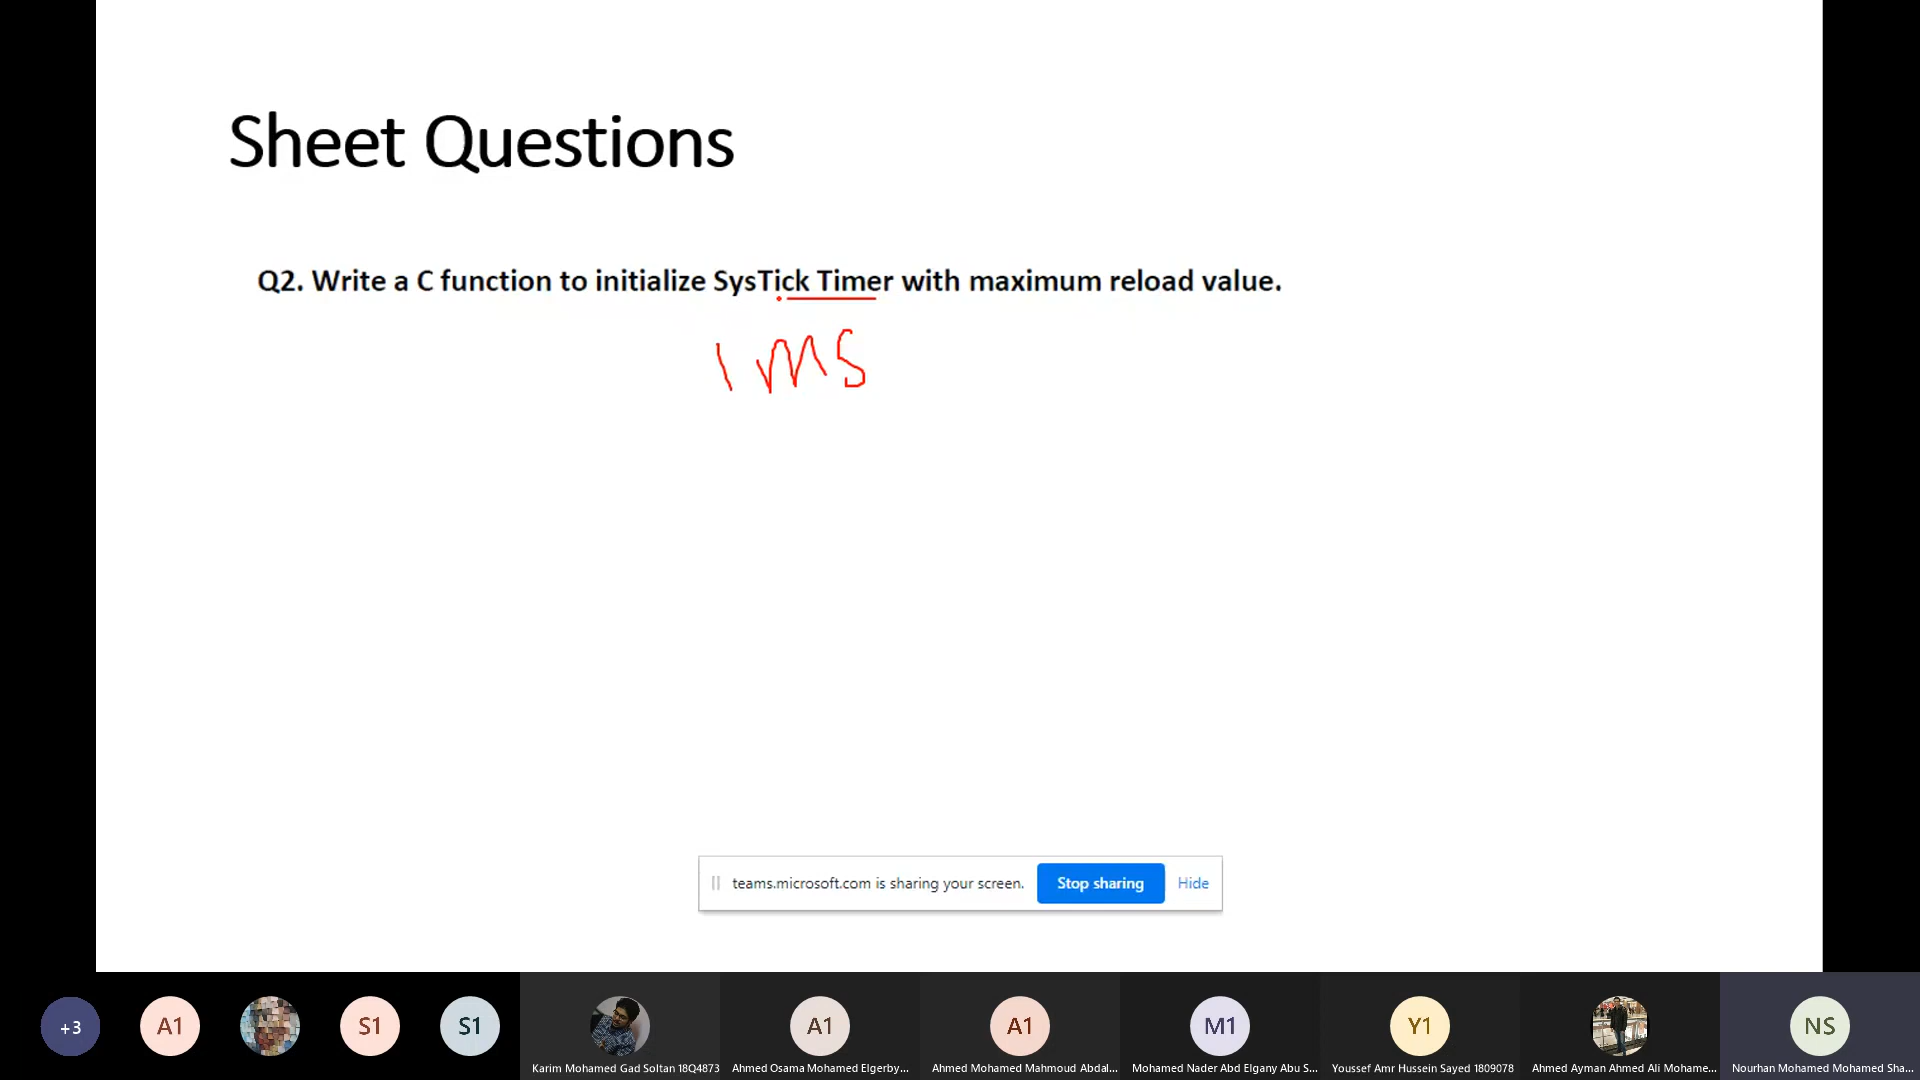 Sheet Questions
Q2. Write a C function to initialize SysTick Timer with maximum reload value.
1 ms
teams.microsoft.com is sharing your screen. Stop sharing Hide
+3 A1 S1 S1 A1 A1 M1 Y1 NS
Karim Mohamed Gad Soltan 18Q4873 Ahmed Osama Mohamed Elgerby... Ahmed Mohamed Mahmoud Abdal... Mohamed Nader Abd Elgany Abu S... Youssef Amr Hussein Sayed 1809078 Ahmed Ayman Ahmed Ali Mohame... Nourhan Mohamed Mohamed Sha...